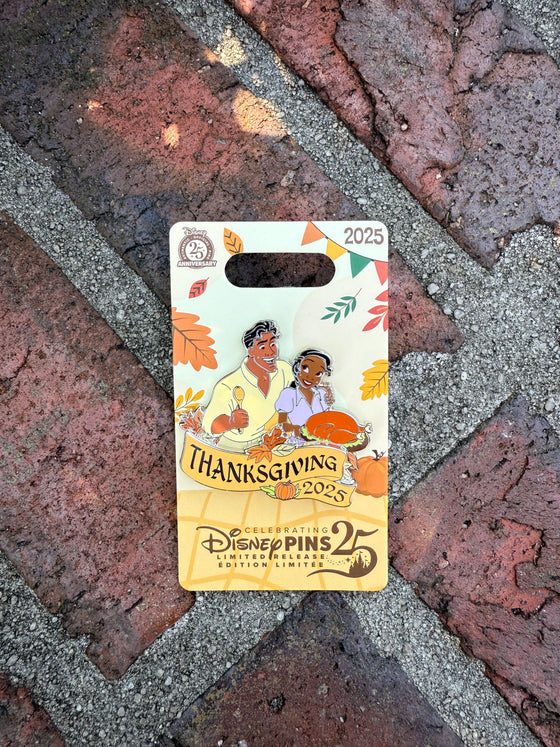 Disney
25
ANNIVERSARY
2025
THANKSGIVING
2025
CELEBRATING
Disney PINS 25
LIMITED RELEASE
ÉDITION LIMITÉE